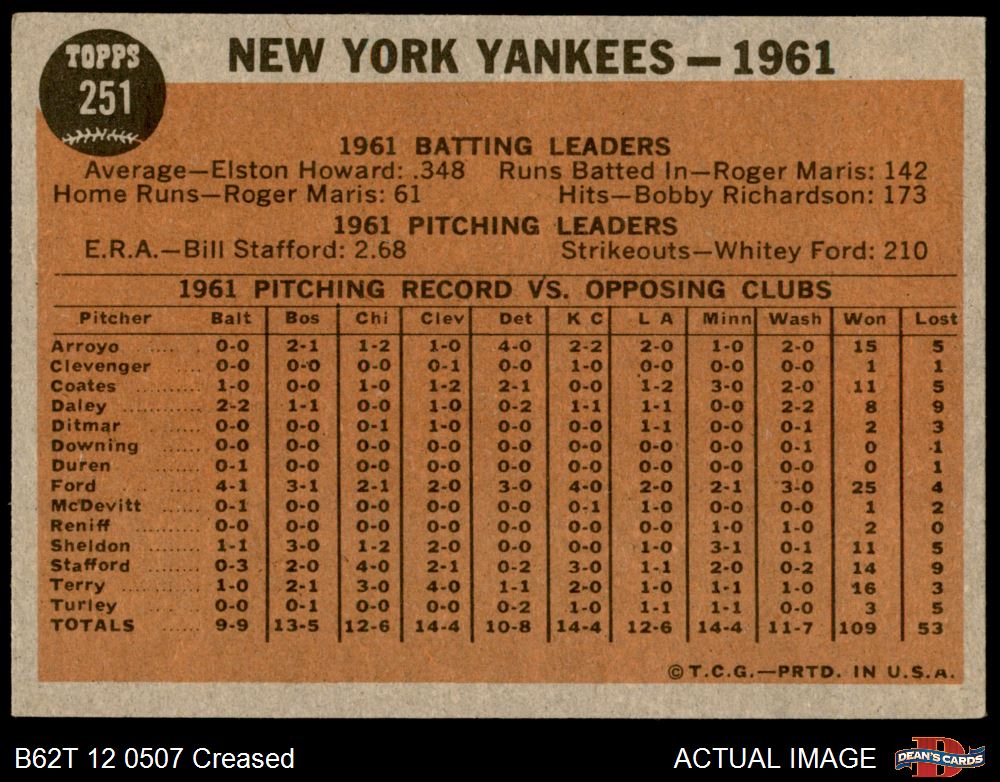 TOPPS
251
NEW YORK YANKEES — 1961
1961 BATTING LEADERS
Average—Elston Howard: .348 Runs Batted In—Roger Maris: 142
Home Runs—Roger Maris: 61 Hits—Bobby Richardson: 173
1961 PITCHING LEADERS
E.R.A.—Bill Stafford: 2.68 Strikeouts—Whitey Ford: 210
1961 PITCHING RECORD VS. OPPOSING CLUBS
Pitcher Balt Bos Chi Clev Det K C L A Minn Wash Won Lost
Arroyo .... 0-0 2-1 1-2 1-0 4-0 2-2 2-0 1-0 2-0 15 5
Clevenger .... 0-0 0-0 0-0 0-1 0-0 1-0 0-0 0-0 0-0 1 1
Coates ........ 1-0 0-0 1-0 1-2 2-1 0-0 1-2 3-0 2-0 11 5
Daley ............ 2-2 1-1 0-0 1-0 0-2 1-1 1-1 0-0 2-2 8 9
Ditmar ........ 0-0 0-0 0-1 1-0 0-0 0-0 1-1 0-0 0-1 2 3
Downing .... 0-0 0-0 0-0 0-0 0-0 0-0 0-0 0-0 0-1 0 1
Duren ........ 0-1 0-0 0-0 0-0 0-0 0-0 0-0 0-0 0-0 0 1
Ford ............ 4-1 3-1 2-1 2-0 3-0 4-0 2-0 2-1 3-0 25 4
McDevitt .... 0-1 0-0 0-0 0-0 0-0 0-1 1-0 0-0 0-0 1 2
Reniff ........ 0-0 0-0 0-0 0-0 0-0 0-0 0-0 1-0 1-0 2 0
Sheldon ........ 1-1 3-0 1-2 2-0 0-0 0-0 1-0 3-1 0-1 11 5
Stafford ........ 0-3 2-0 4-0 2-1 0-2 3-0 1-1 2-0 0-2 14 9
Terry ............ 1-0 2-1 3-0 4-0 1-1 2-0 1-0 1-1 1-0 16 3
Turley ........ 0-0 0-1 0-0 0-0 0-2 1-0 1-1 1-1 0-0 3 5
TOTALS ...... 9-9 13-5 12-6 14-4 10-8 14-4 12-6 14-4 11-7 109 53
©T.C.G.—PRTD. IN U.S.A.
B62T 12 0507 Creased ACTUAL IMAGE DEAN'S CARDS